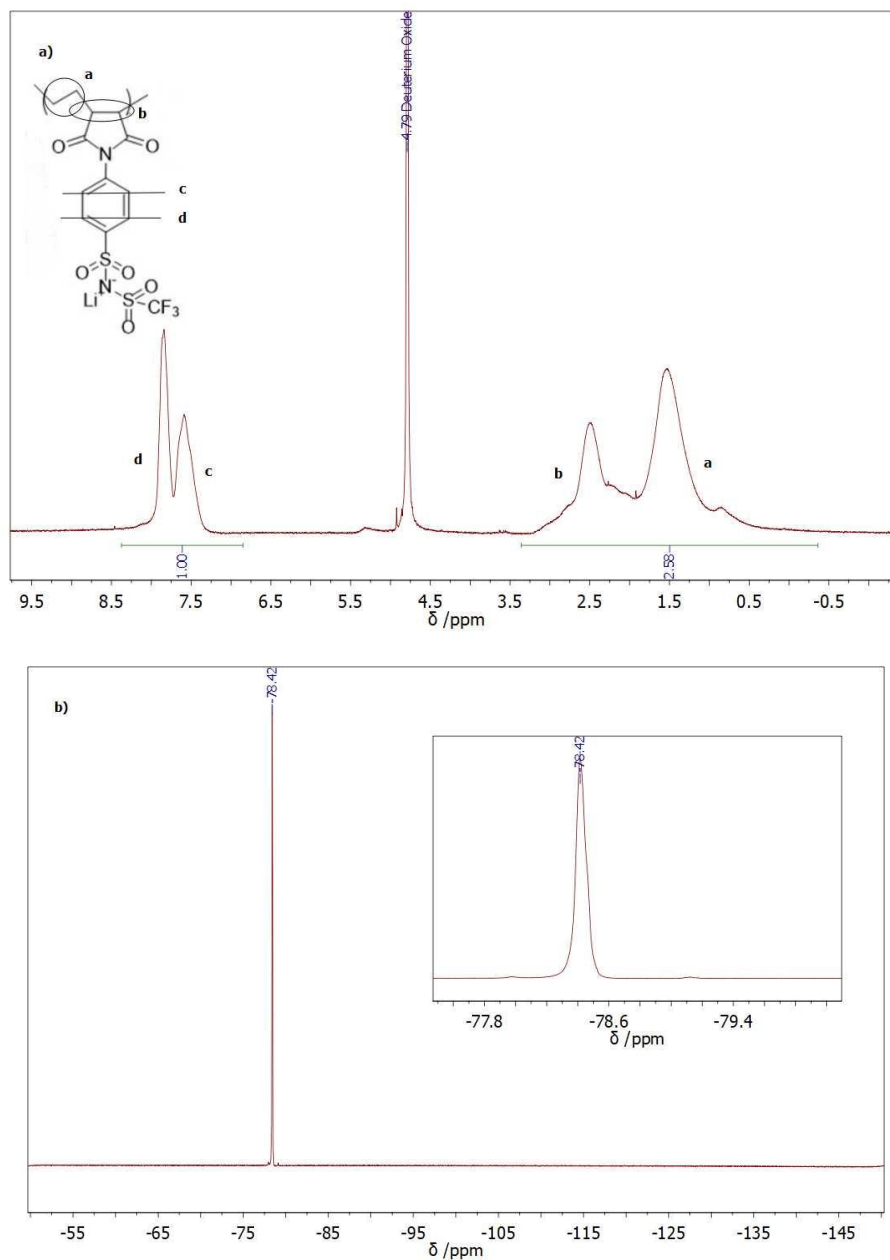 a)
a
b
O
O
N
c
d
S
O O
O
N-
Li+
S
CF3
O
4.79 Deuterium Oxide
d
c
b
a
1.00
2.58
9.5 8.5 7.5 6.5 5.5 4.5 3.5 2.5 1.5 0.5 -0.5
δ /ppm
b)
-78.42
-78.42
-77.8 -78.6 -79.4
δ /ppm
-55 -65 -75 -85 -95 -105 -115 -125 -135 -145
δ /ppm